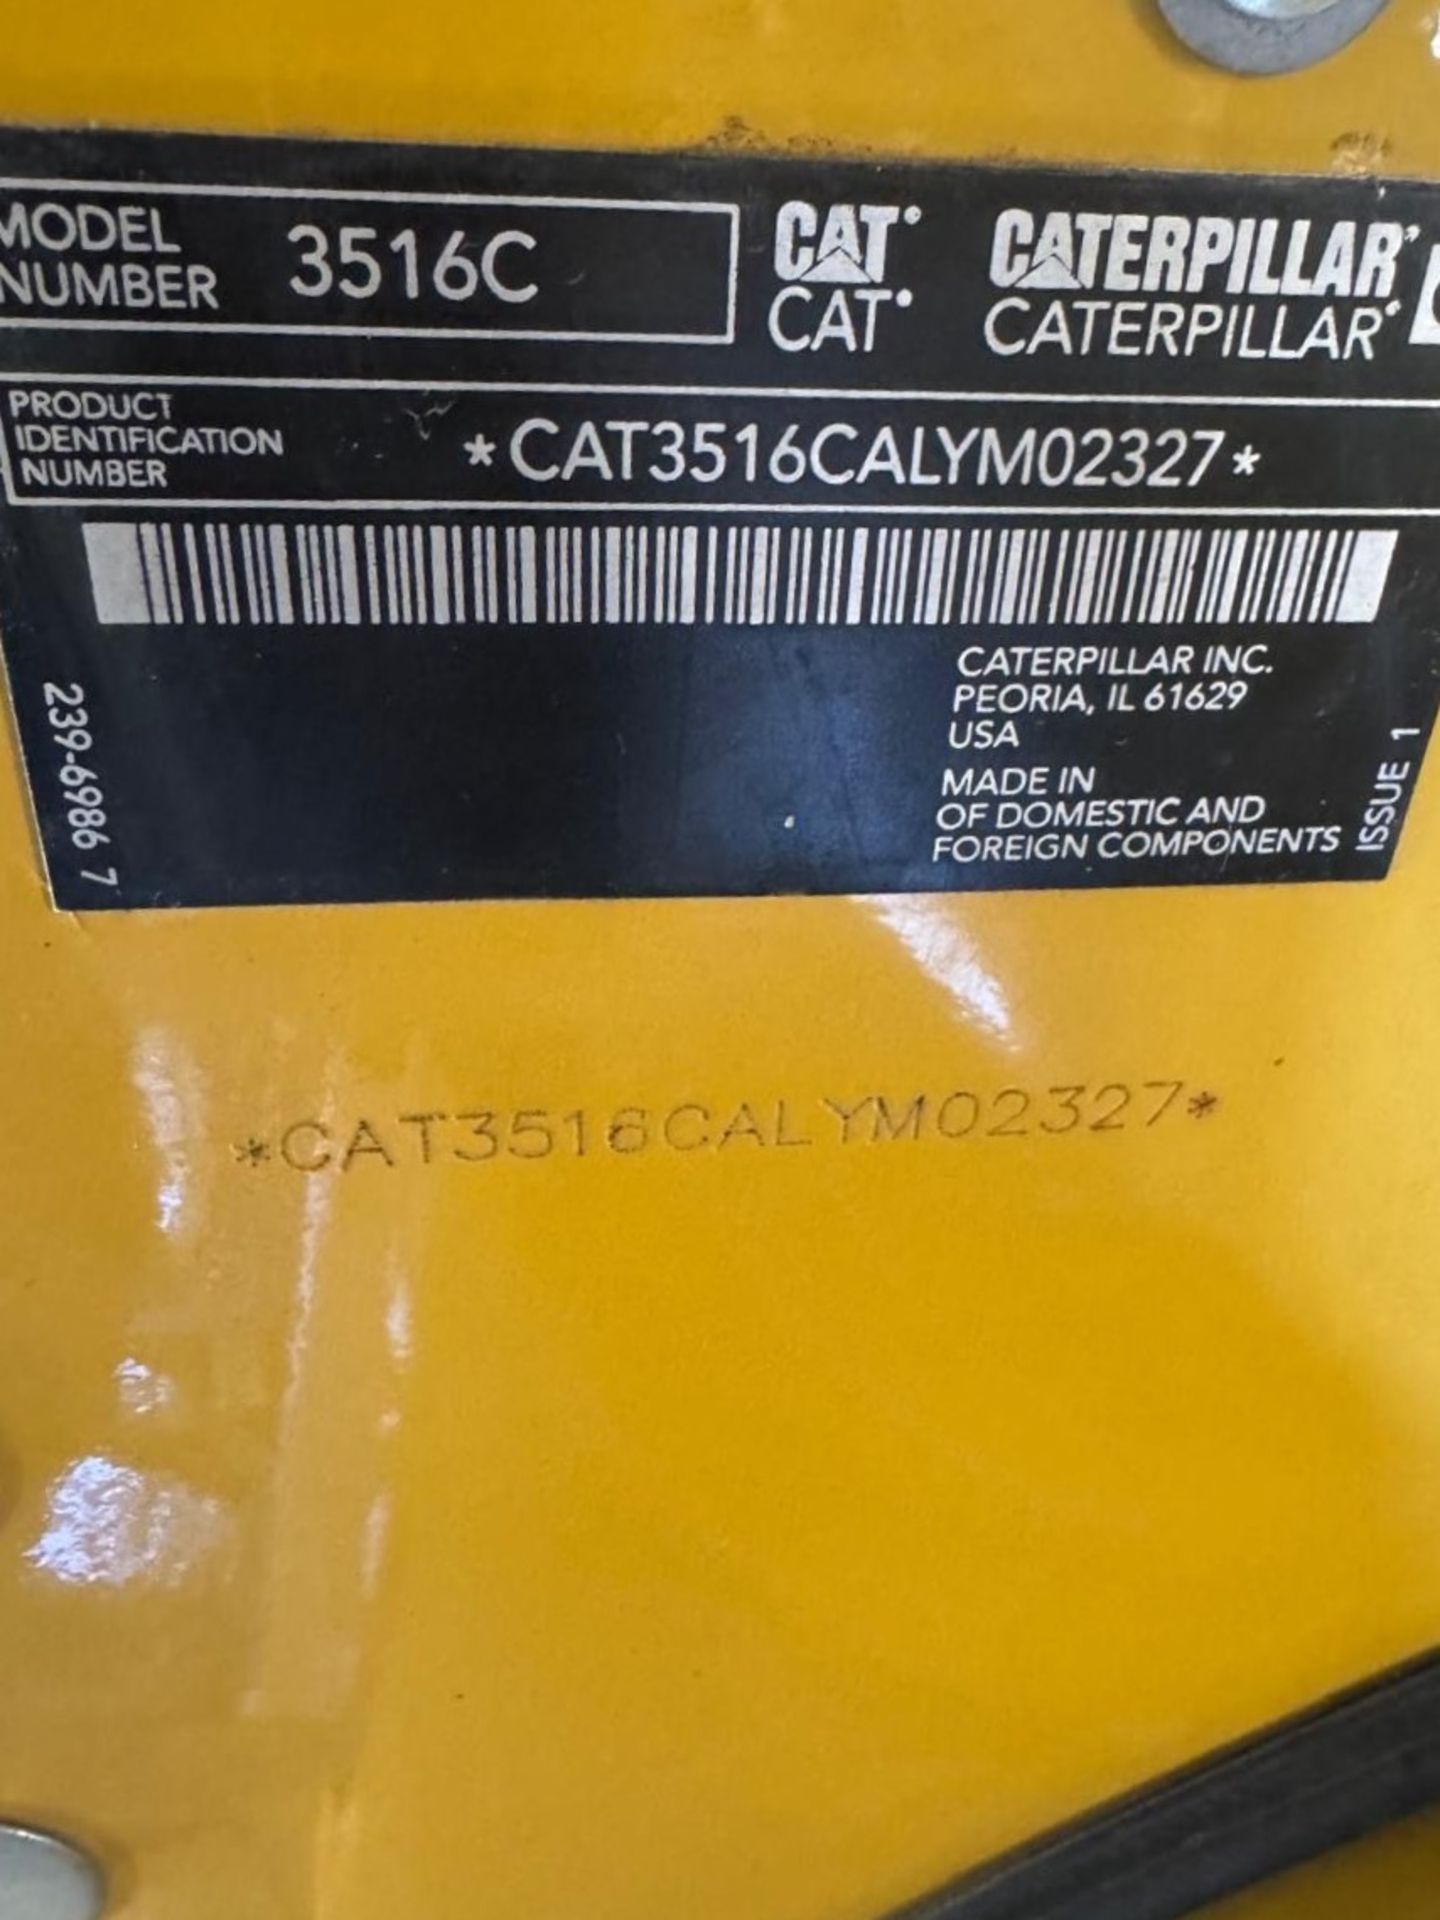 MODEL
NUMBER
3516C
CAT
CAT
CATERPILLAR
CATERPILLAR
PRODUCT
IDENTIFICATION
NUMBER
*CAT3516CALYM02327*
239-6986 7
CATERPILLAR INC.
PEORIA, IL 61629
USA
MADE IN
OF DOMESTIC AND
FOREIGN COMPONENTS
ISSUE 1
*CAT3516CALYM02327*